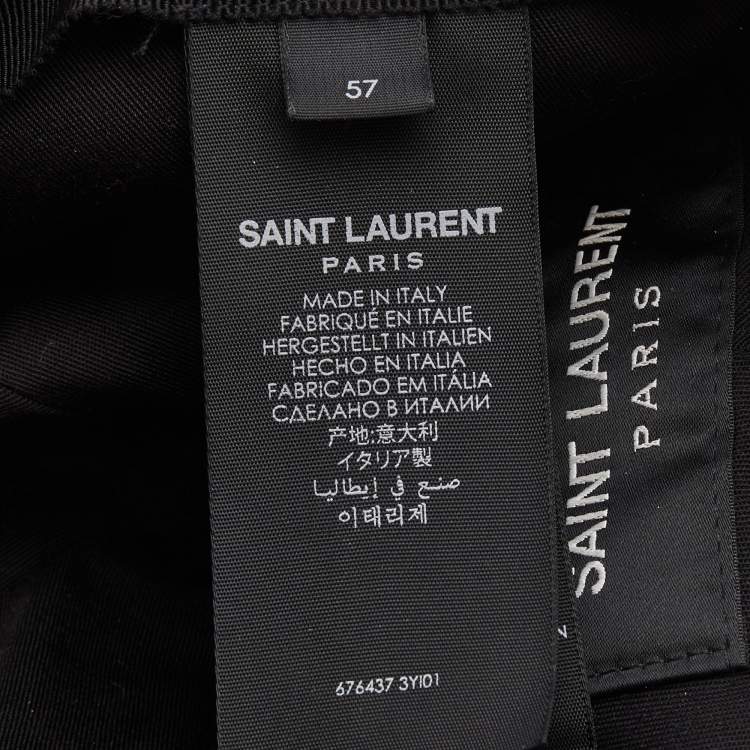 57
SAINT LAURENT
PARIS
MADE IN ITALY
FABRIQUÉ EN ITALIE
HERGESTELLT IN ITALIEN
HECHO EN ITALIA
FABRICADO EM ITÁLIA
СДЕЛАНО В ИТАЛИИ
产地:意大利
イタリア製
صنع في إيطاليا
이태리제
676437 3YI01
SAINT LAURENT
PARIS